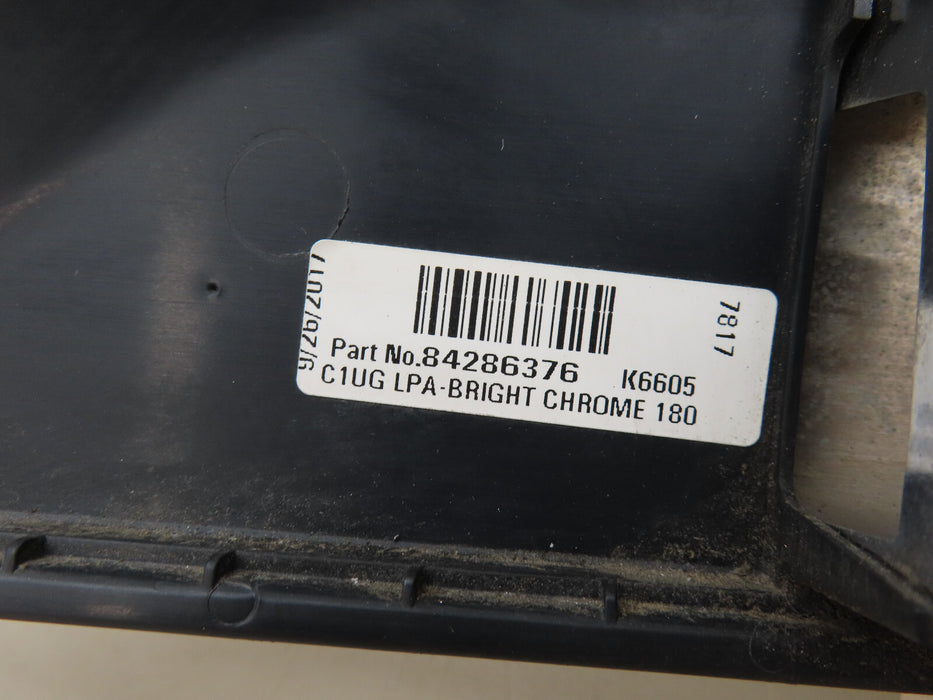 9/26/2017
7817
Part No.84286376 K6605
C1UG LPA-BRIGHT CHROME 180